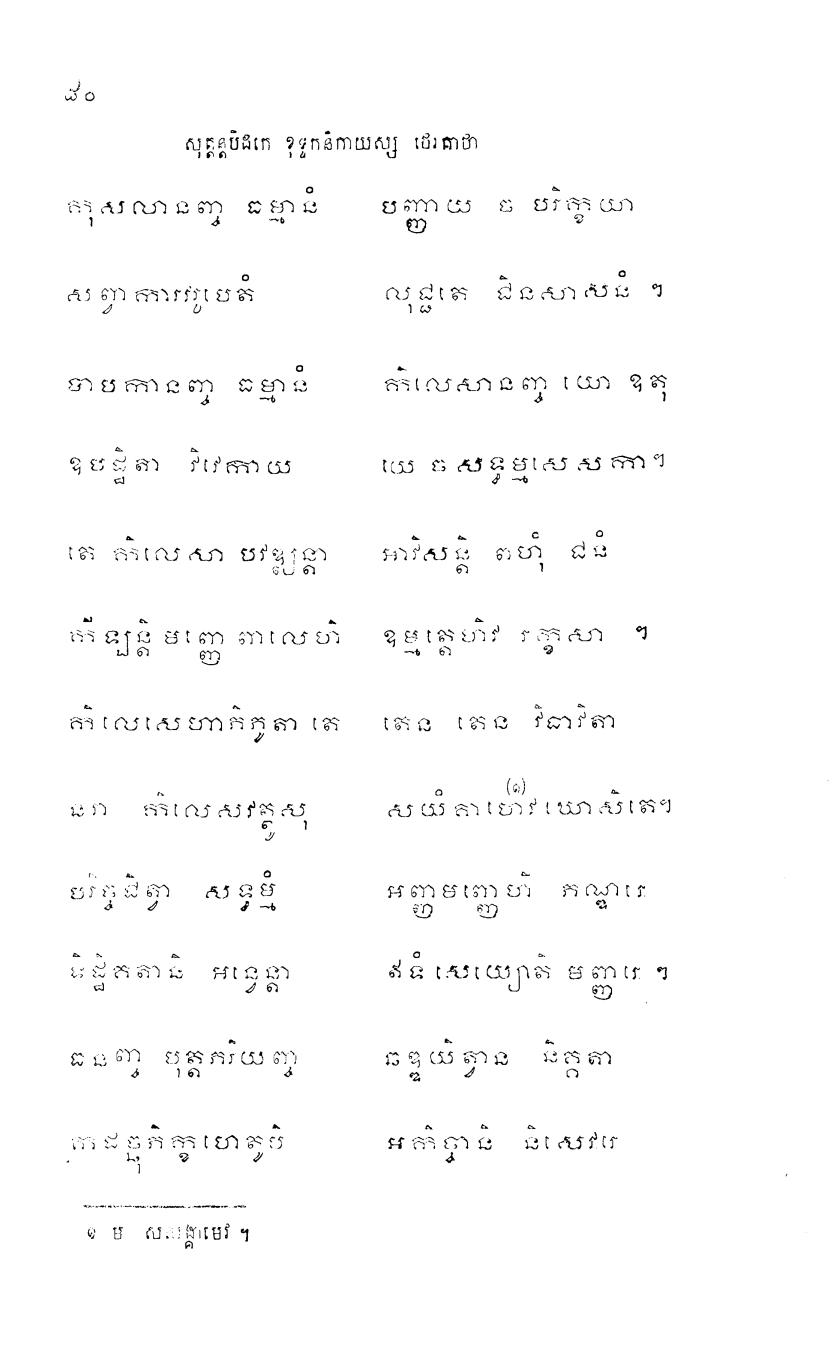 ៨០
សុត្តន្តបិដកេ ខុទ្ទកនិកាយស្ស ថេរគាថា
កុសលានញ្ច ធម្មានំ បញ្ញាយ ច បរិក្ខយា
សព្វាការវរូបេតំ លុជ្ជតេ ជិនសាសនំ ។
បាបកានញ្ច ធម្មានំ កិលេសានញ្ច យោ ឧតុ
ឧបដ្ឋិតា វិវេកាយ យេ ច សទ្ធម្មសេសកា។
តេ កិលេសា បវឌ្ឍន្តា អាវិសន្តិ ពហុំ ជនំ
កីឡន្តិ មញ្ញេ ពាលេហិ ឧម្មត្តេហិវ រក្ខសា ។
កិលេសេហាភិភូតា តេ តេន តេន វិធាវិតា
នរា កិលេសវត្ថូសុ សយំគាហេវ (១) ឃោសិតេ។
បរិច្ចជិត្វា សទ្ធម្មំ អញ្ញមញ្ញេហិ ភណ្ឌរេ
ទិដ្ឋិគតានិ អន្វេន្តា ឥទំ សេយ្យោតិ មញ្ញរេ ។
ធនញ្ច បុត្តភរិយញ្ច ឆឌ្ឌយិត្វាន និគ្គតា
កដច្ឆុភិក្ខហេតូបិ អកិច្ចានិ និសេវរេ
១ ម សសង្គាមេវ ។